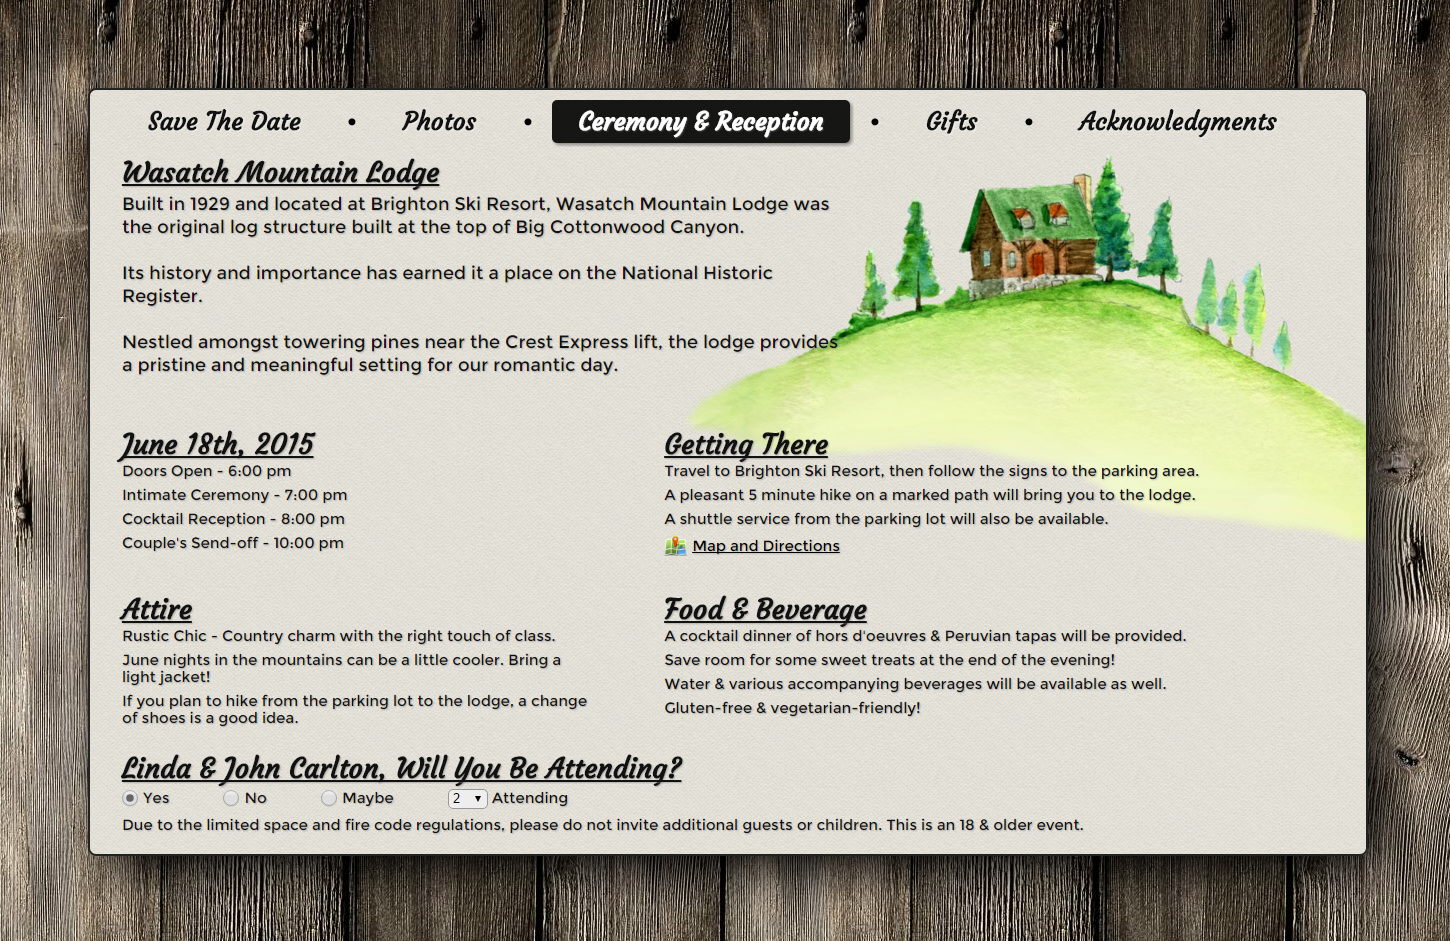 Save The Date • Photos • Ceremony & Reception • Gifts • Acknowledgments
Wasatch Mountain Lodge
Built in 1929 and located at Brighton Ski Resort, Wasatch Mountain Lodge was
the original log structure built at the top of Big Cottonwood Canyon.
Its history and importance has earned it a place on the National Historic
Register.
Nestled amongst towering pines near the Crest Express lift, the lodge provides
a pristine and meaningful setting for our romantic day.
June 18th, 2015
Doors Open - 6:00 pm
Intimate Ceremony - 7:00 pm
Cocktail Reception - 8:00 pm
Couple's Send-off - 10:00 pm
Getting There
Travel to Brighton Ski Resort, then follow the signs to the parking area.
A pleasant 5 minute hike on a marked path will bring you to the lodge.
A shuttle service from the parking lot will also be available.
Map and Directions
Attire
Rustic Chic - Country charm with the right touch of class.
June nights in the mountains can be a little cooler. Bring a
light jacket!
If you plan to hike from the parking lot to the lodge, a change
of shoes is a good idea.
Food & Beverage
A cocktail dinner of hors d'oeuvres & Peruvian tapas will be provided.
Save room for some sweet treats at the end of the evening!
Water & various accompanying beverages will be available as well.
Gluten-free & vegetarian-friendly!
Linda & John Carlton, Will You Be Attending?
Yes No Maybe 2 Attending
Due to the limited space and fire code regulations, please do not invite additional guests or children. This is an 18 & older event.